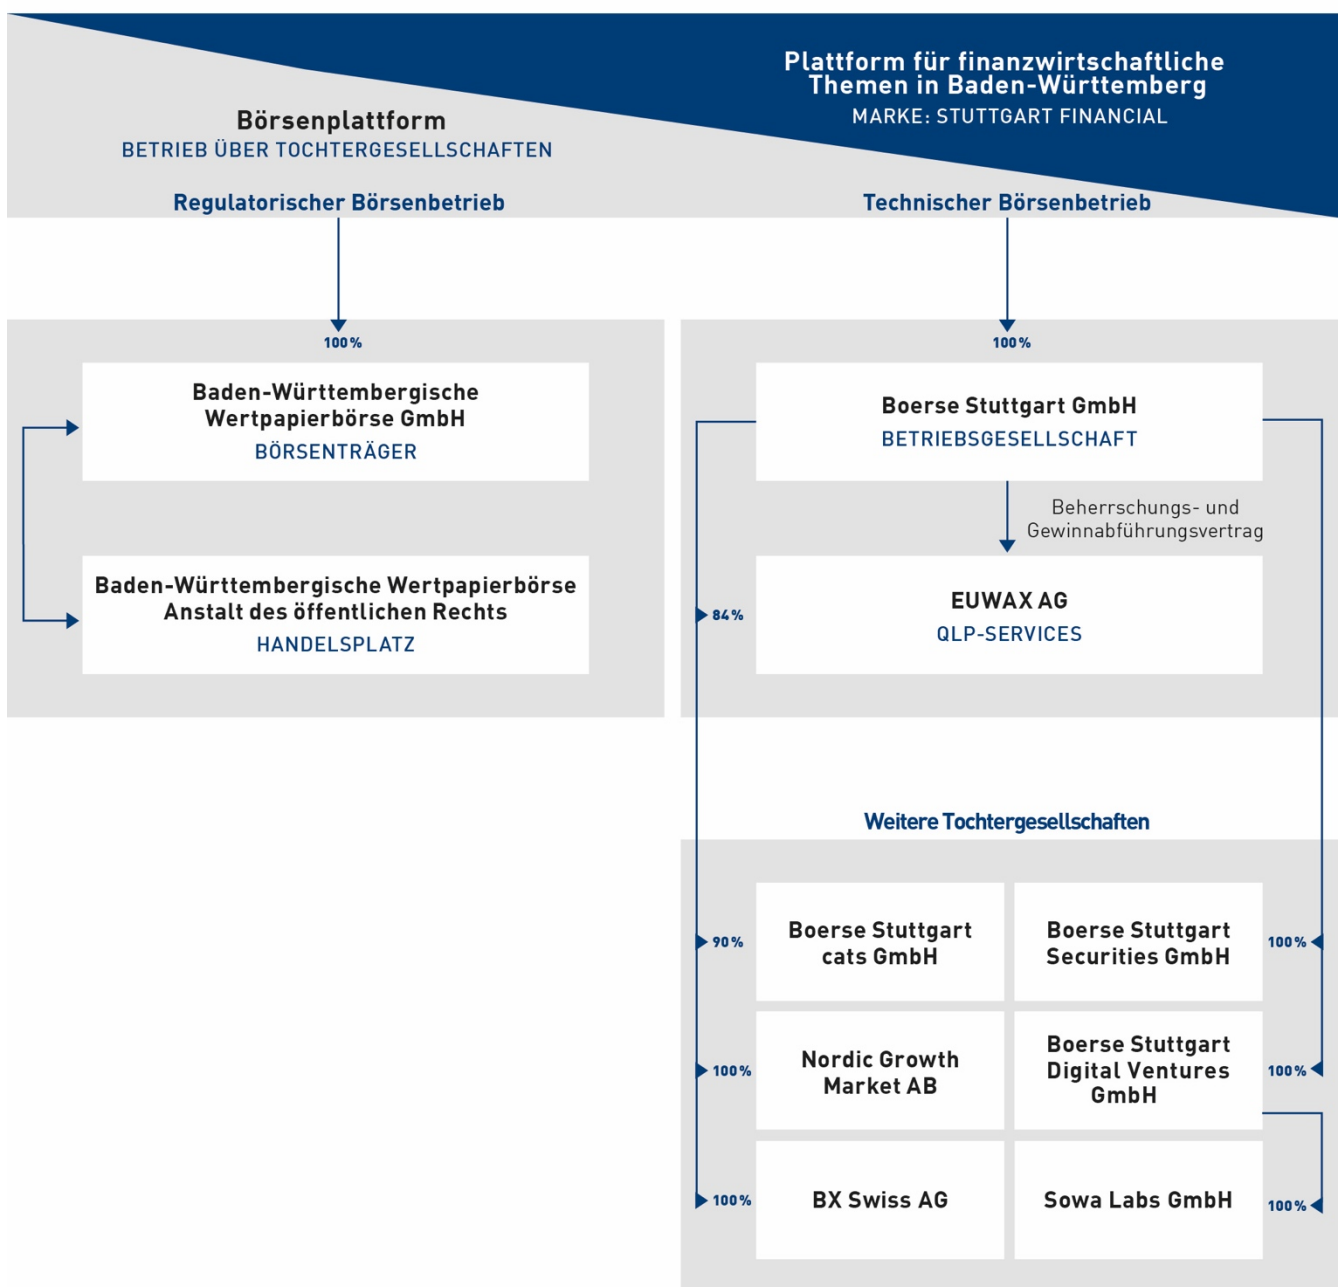 Plattform für finanzwirtschaftliche
Themen in Baden-Württemberg
MARKE: STUTTGART FINANCIAL
Börsenplattform
BETRIEB ÜBER TOCHTERGESELLSCHAFTEN
Regulatorischer Börsenbetrieb
Technischer Börsenbetrieb
100%
Baden-Württembergische
Wertpapierbörse GmbH
BÖRSENTRÄGER
Baden-Württembergische Wertpapierbörse
Anstalt des öffentlichen Rechts
HANDELSPLATZ
100%
Boerse Stuttgart GmbH
BETRIEBSGESELLSCHAFT
Beherrschungs- und
Gewinnabführungsvertrag
84%
EUWAX AG
QLP-SERVICES
Weitere Tochtergesellschaften
90%
Boerse Stuttgart
cats GmbH
Boerse Stuttgart
Securities GmbH
100%
100%
Nordic Growth
Market AB
Boerse Stuttgart
Digital Ventures
GmbH
100%
100%
BX Swiss AG
Sowa Labs GmbH
100%